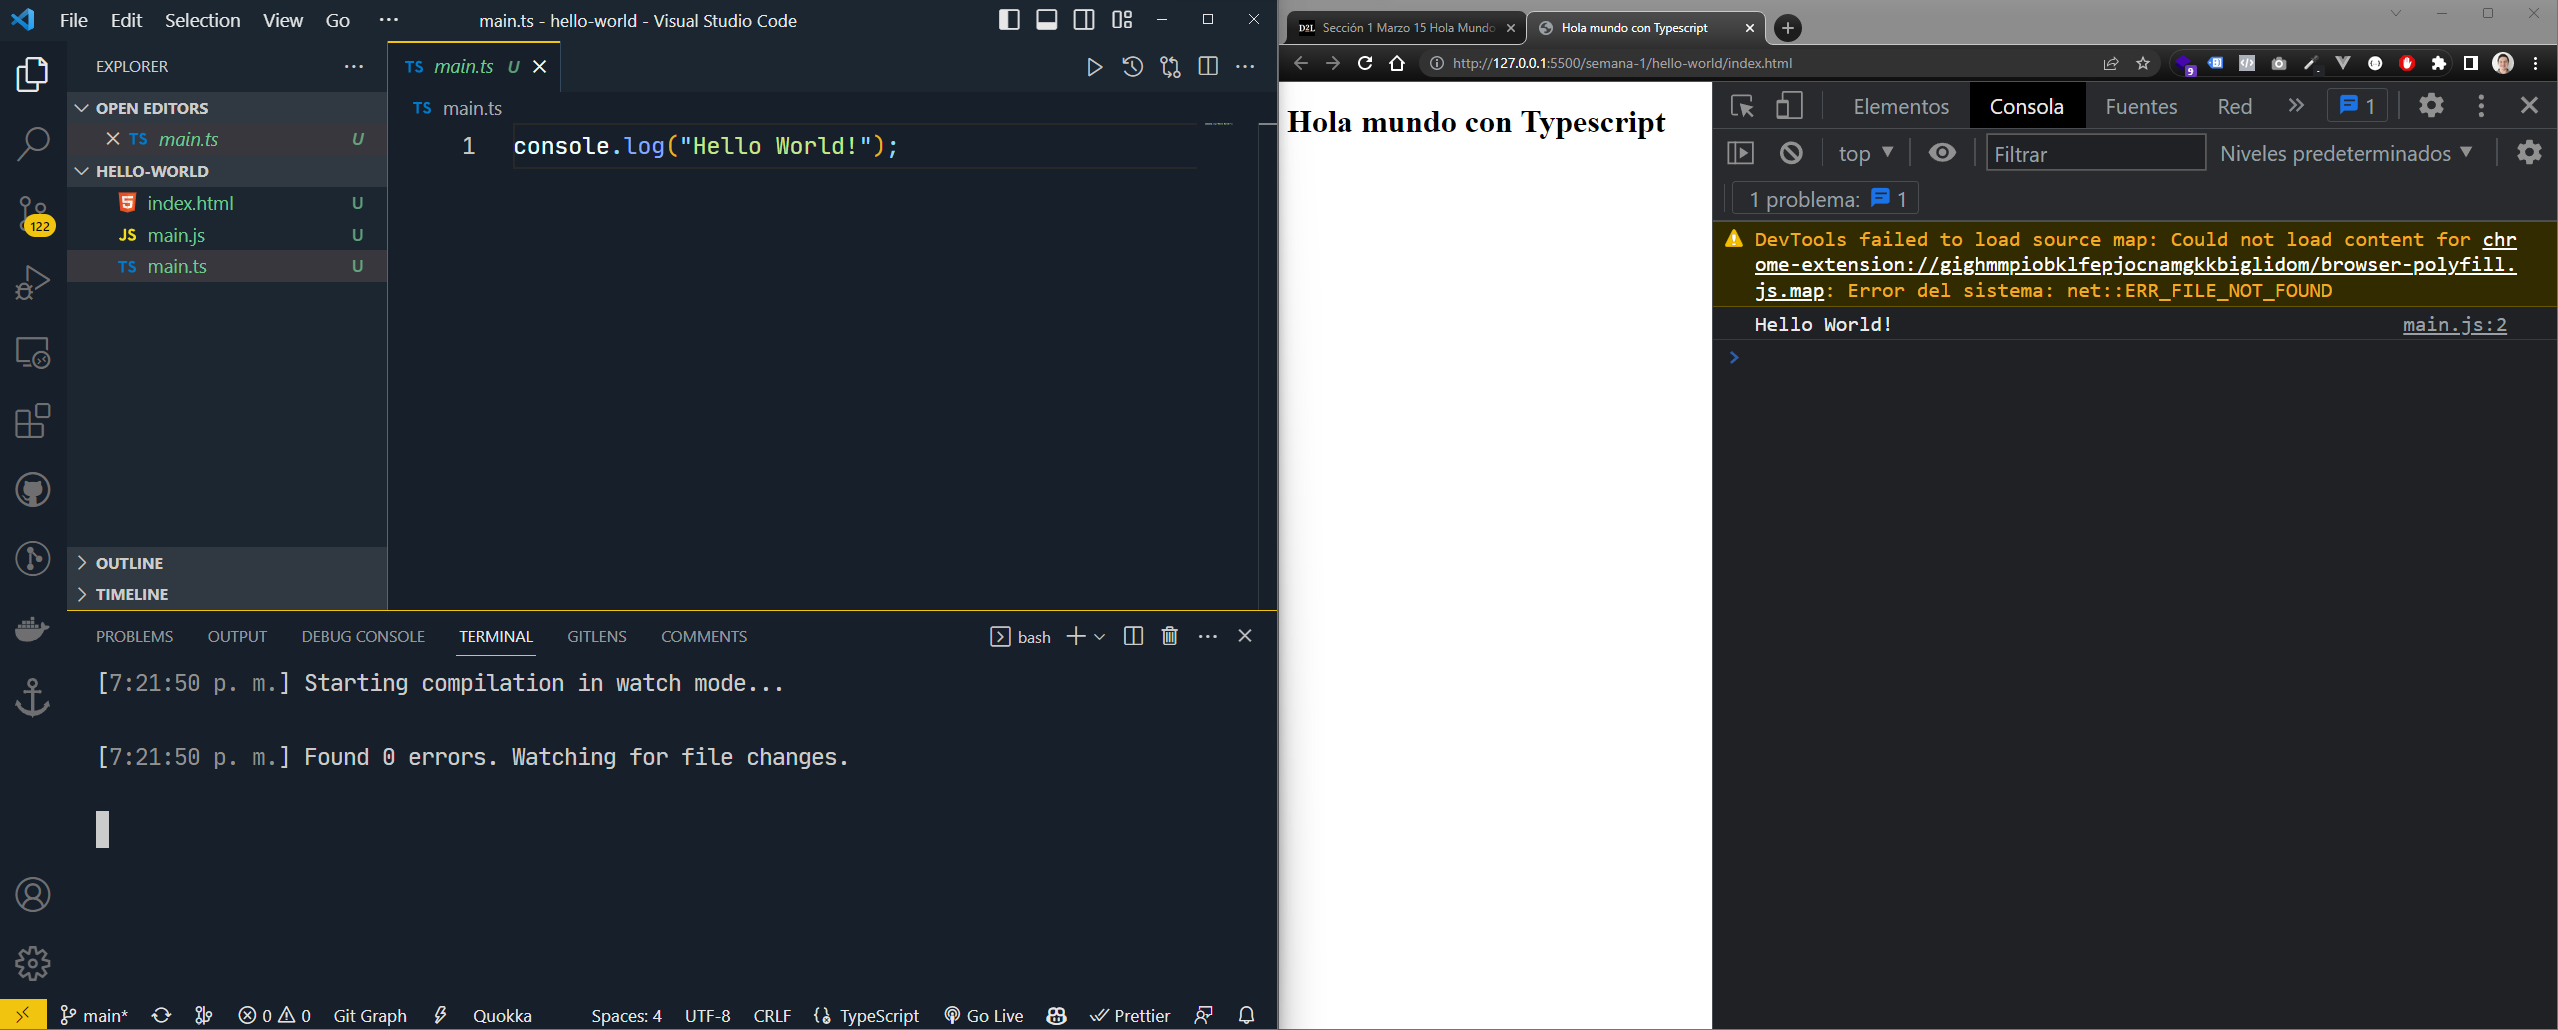 File Edit Selection View Go ··· main.ts - hello-world - Visual Studio Code
EXPLORER
OPEN EDITORS
TS main.ts U
HELLO-WORLD
index.html U
JS main.js U
TS main.ts U
OUTLINE
TIMELINE
122
TS main.ts U
TS main.ts
1 console.log("Hello World!");
PROBLEMS OUTPUT DEBUG CONSOLE TERMINAL GITLENS COMMENTS bash
[7:21:50 p. m.] Starting compilation in watch mode...
[7:21:50 p. m.] Found 0 errors. Watching for file changes.
main* 0 0 Git Graph Quokka Spaces: 4 UTF-8 CRLF TypeScript Go Live Prettier
D2L Sección 1 Marzo 15 Hola Mundo Hola mundo con Typescript
http://127.0.0.1:5500/semana-1/hello-world/index.html
9
Hola mundo con Typescript
Elementos Consola Fuentes Red 1
top Filtrar Niveles predeterminados
1 problema: 1
DevTools failed to load source map: Could not load content for chr
ome-extension://gighmmpiobklfepjocnamgkkbiglidom/browser-polyfill.
js.map: Error del sistema: net::ERR_FILE_NOT_FOUND
Hello World! main.js:2